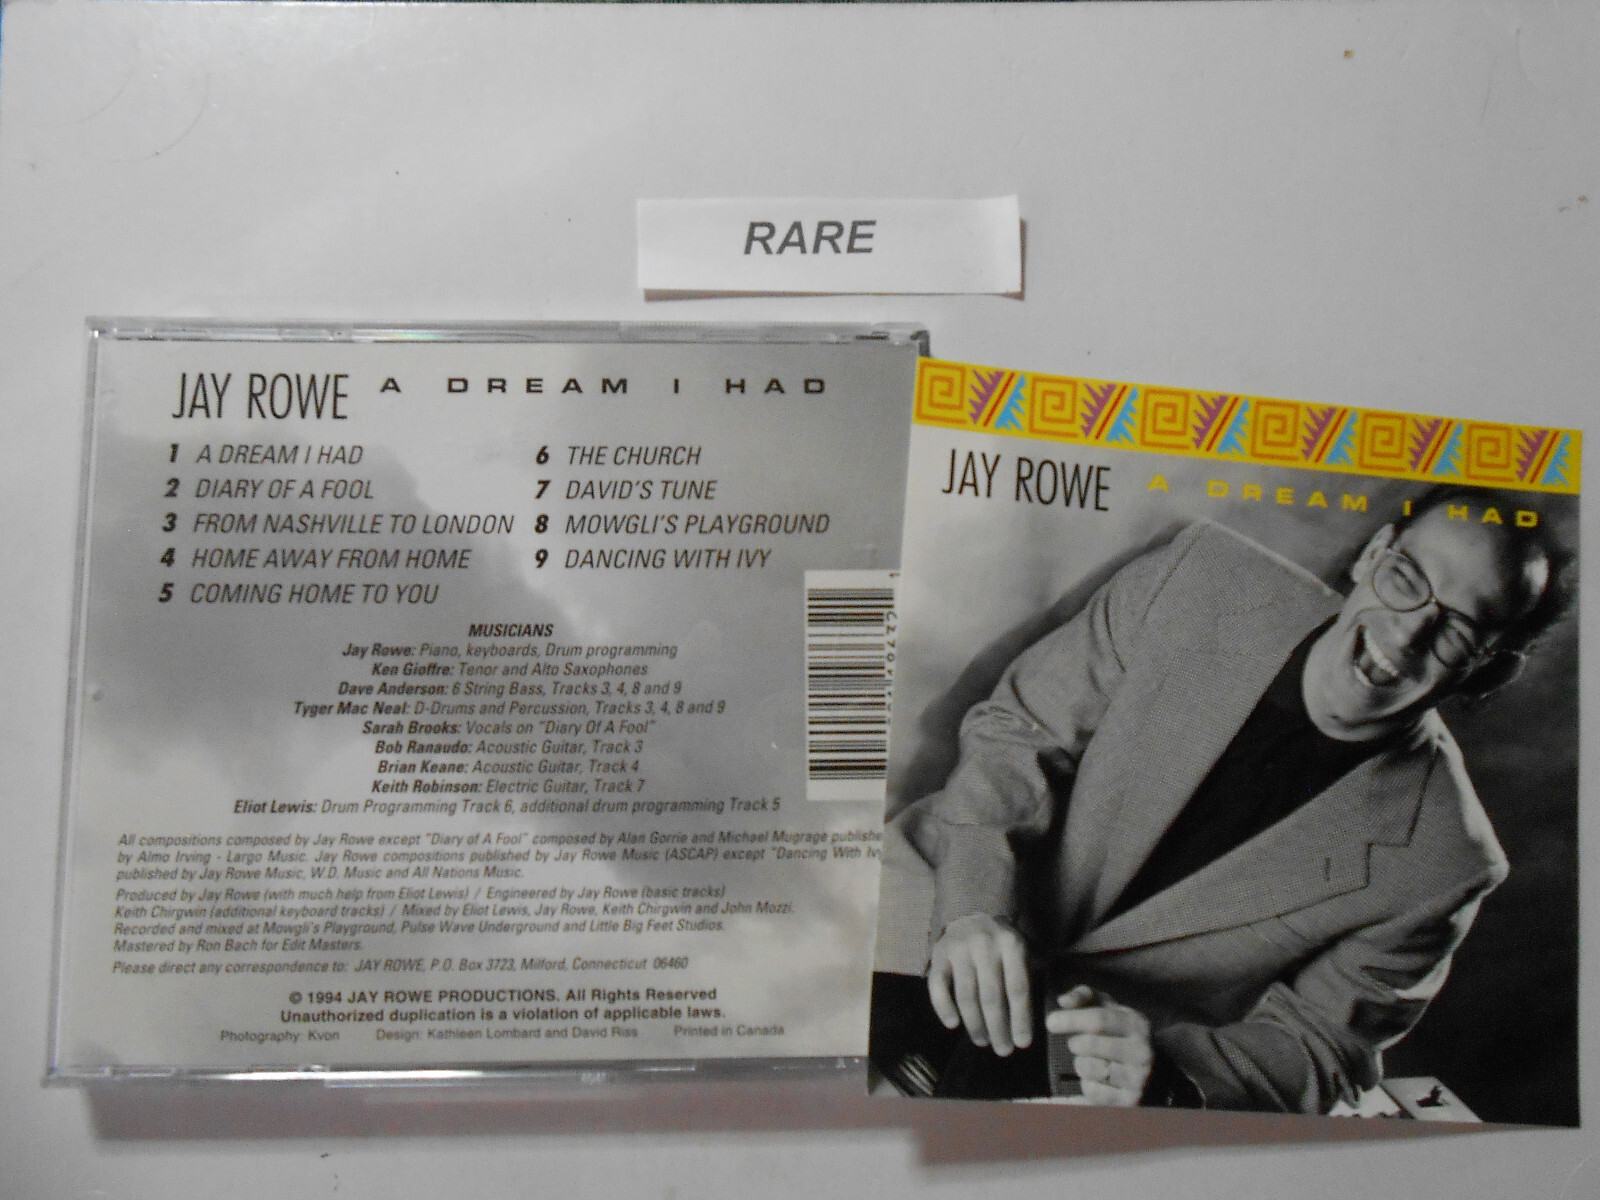 RARE
JAY ROWE A DREAM I HAD
1 A DREAM I HAD
2 DIARY OF A FOOL
3 FROM NASHVILLE TO LONDON
4 HOME AWAY FROM HOME
5 COMING HOME TO YOU
6 THE CHURCH
7 DAVID'S TUNE
8 MOWGLI'S PLAYGROUND
9 DANCING WITH IVY
MUSICIANS
Jay Rowe: Piano, keyboards, Drum programming
Ken Gioffre: Tenor and Alto Saxophones
Dave Anderson: 6 String Bass, Tracks 3, 4, 8 and 9
Tyger Mac Neal: D-Drums and Percussion, Tracks 3, 4, 8 and 9
Sarah Brooks: Vocals on "Diary Of A Fool"
Bob Ranaudo: Acoustic Guitar, Track 3
Brian Keane: Acoustic Guitar, Track 4
Keith Robinson: Electric Guitar, Track 7
Eliot Lewis: Drum Programming Track 6, additional drum programming Track 5
All compositions composed by Jay Rowe except "Diary of A Fool" composed by Alan Gorrie and Michael Mugrage publishe
by Almo Irving - Largo Music. Jay Rowe compositions published by Jay Rowe Music (ASCAP) except "Dancing With Ivy
published by Jay Rowe Music, W.D. Music and All Nations Music.
Produced by Jay Rowe (with much help from Eliot Lewis) / Engineered by Jay Rowe (basic tracks)
Keith Chirgwin (additional keyboard tracks) / Mixed by Eliot Lewis, Jay Rowe, Keith Chirgwin and John Mozzi.
Recorded and mixed at Mowgli's Playground, Pulse Wave Underground and Little Big Feet Studios.
Mastered by Ron Bach for Edit Masters.
Please direct any correspondence to: JAY ROWE, P.O. Box 3723, Milford, Connecticut 06460
© 1994 JAY ROWE PRODUCTIONS. All Rights Reserved
Unauthorized duplication is a violation of applicable laws.
Photography: Kvon Design: Kathleen Lombard and David Riss Printed in Canada
JAY ROWE A DREAM I HAD